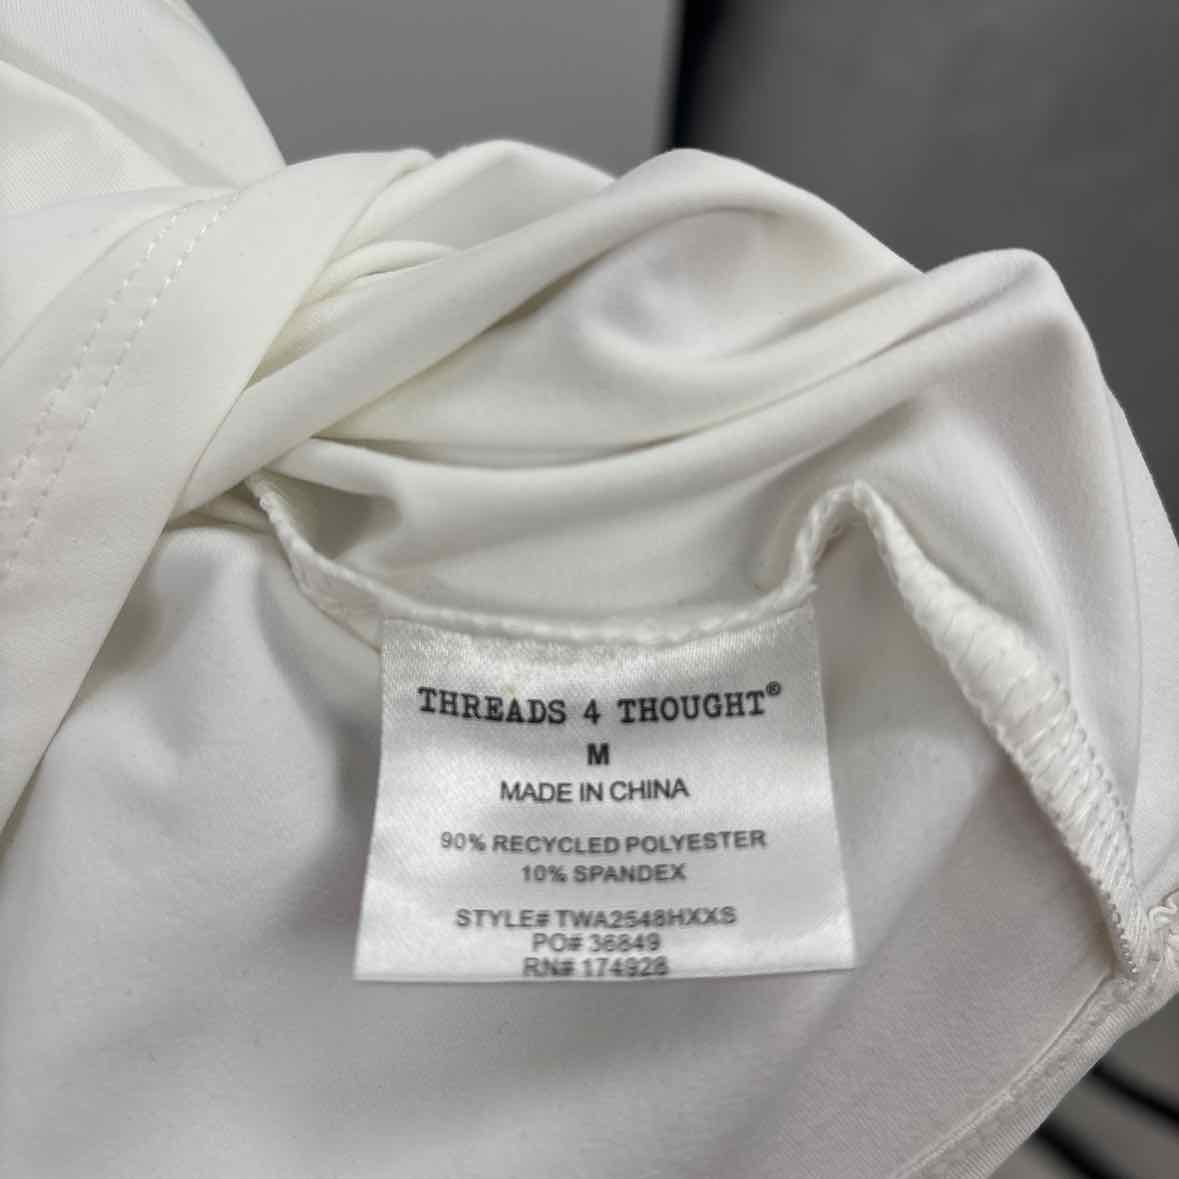 THREADS 4 THOUGHT®
M
MADE IN CHINA
90% RECYCLED POLYESTER
10% SPANDEX
STYLE# TWA2548HXXS
PO# 36849
RN# 174928